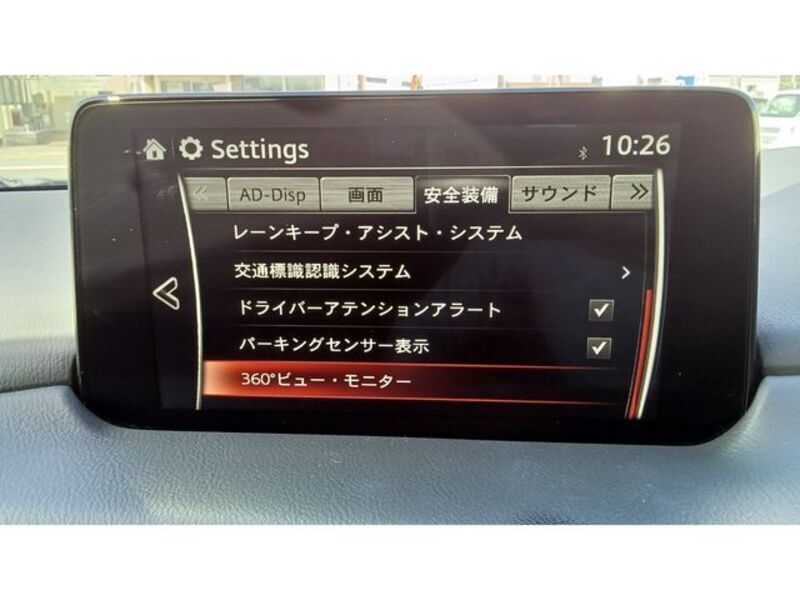 Settings 10:26
AD-Disp 画面 安全装備 サウンド
レーンキープ・アシスト・システム
交通標識認識システム
ドライバーアテンションアラート
パーキングセンサー表示
360°ビュー・モニター